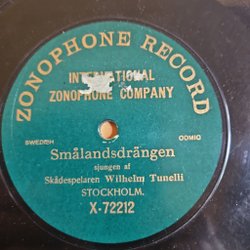 ZONOPHONE RECORD
INTERNATIONAL
ZONOPHONE COMPANY
SWEDISH COMIC
Smålandsdrängen
sjungen af
Skådespelaren Wilhelm Tunelli
STOCKHOLM.
X-72212